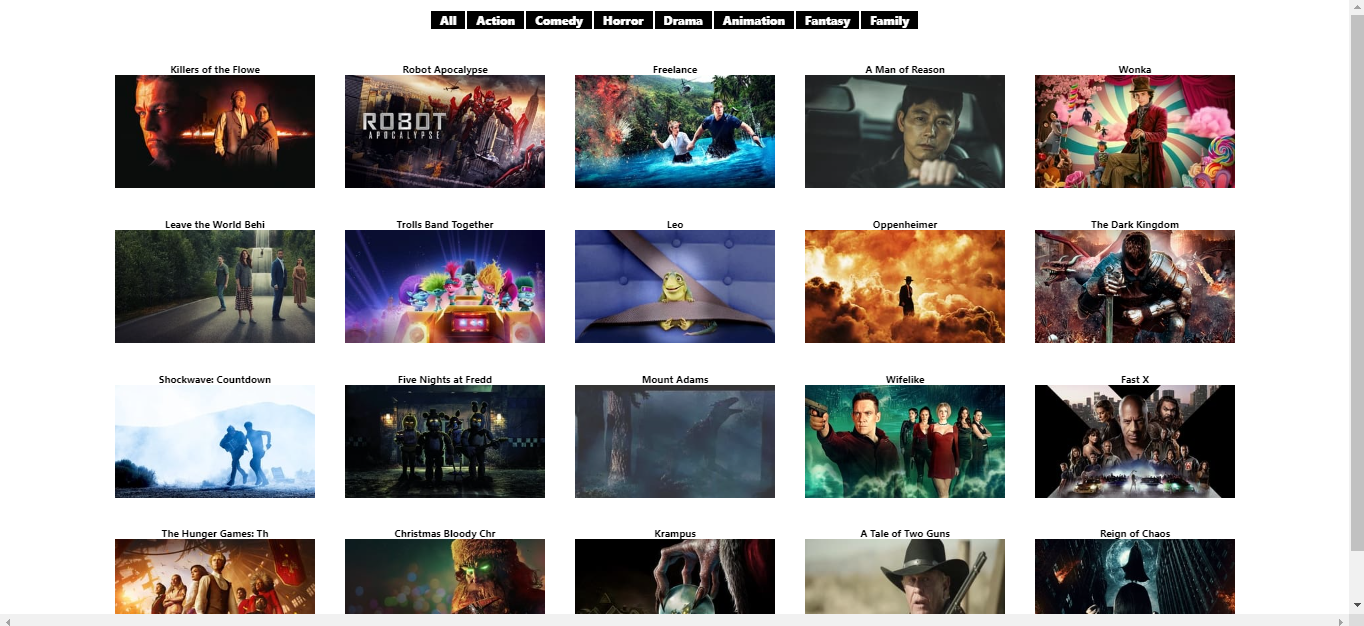 All Action Comedy Horror Drama Animation Fantasy Family
Killers of the Flowe Robot Apocalypse Freelance A Man of Reason Wonka
ROBOT
APOCALYPSE
Leave the World Behi Trolls Band Together Leo Oppenheimer The Dark Kingdom
Shockwave: Countdown Five Nights at Fredd Mount Adams Wifelike Fast X
The Hunger Games: Th Christmas Bloody Chr Krampus A Tale of Two Guns Reign of Chaos